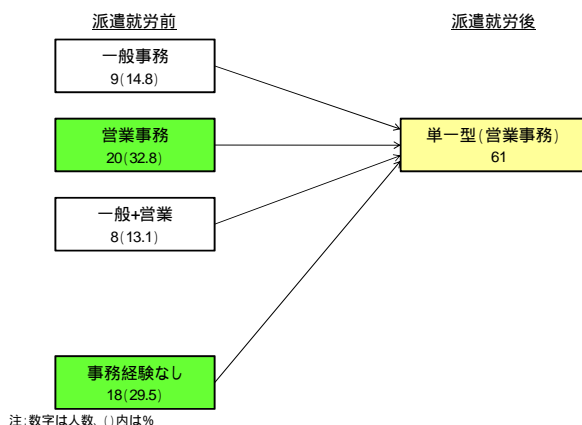 派遣就労前
派遣就労後
一般事務
9(14.8)
営業事務
20(32.8)
単一型(営業事務)
61
一般+営業
8(13.1)
事務経験なし
18(29.5)
注:数字は人数、()内は%